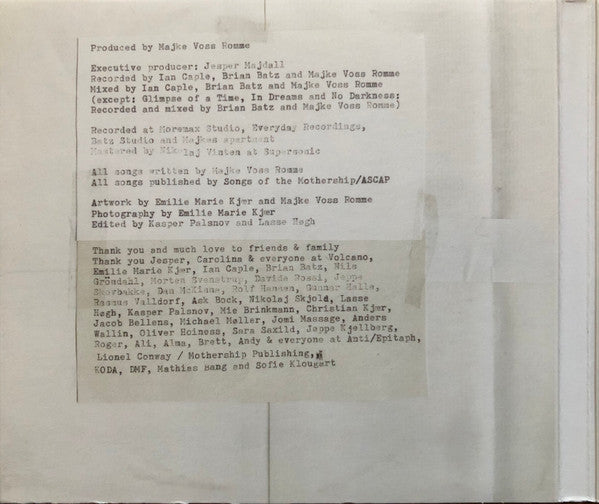 Produced by Majke Voss Romme
Executive producer: Jesper Majdall
Recorded by Ian Caple, Brian Batz and Majke Voss Romme
Mixed by Ian Caple, Brian Batz and Majke Voss Romme
(except: Glimpse of a Time, In Dreams and No Darkness:
Recorded and mixed by Brian Batz and Majke Voss Romme)
Recorded at Moremax Studio, Everyday Recordings,
Batz Studio and Majkes apartment
Mastered by Nikolaj Vinten at Supersonic
All songs written by Majke Voss Romme
All songs published by Songs of the Mothership/ASCAP
Artwork by Emilie Marie Kjær and Majke Voss Romme
Photography by Emilie Marie Kjær
Edited by Kasper Palsnov and Lasse Høgh
Thank you and much love to friends & family
Thank you Jesper, Carolina & everyone at Volcano,
Emilie Marie Kjær, Ian Caple, Brian Batz, Nils
Gröndahl, Morten Svenstrup, Davide Rossi, Jeppe
Skovbakke, Dan McKinna, Rolf Hansen, Gunnar Halle,
Rasmus Valldorf, Ask Bock, Nikolaj Skjold, Lasse
Høgh, Kasper Palsnov, Mie Brinkmann, Christian Kjær,
Jacob Bellens, Michael Møller, Jomi Massage, Anders
Wallin, Oliver Hoiness, Sara Saxild, Jeppe Kjellberg,
Roger, Ali, Alma, Brett, Andy & everyone at Anti/Epitaph,
Lionel Conway / Mothership Publishing,
KODA, DMF, Mathias Bang and Sofie Klougart